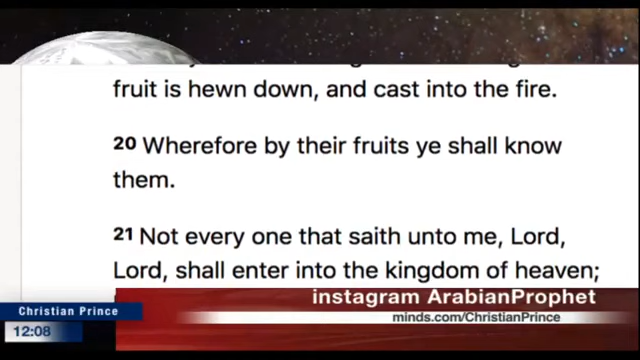 fruit is hewn down, and cast into the fire.
20 Wherefore by their fruits ye shall know
them.
21 Not every one that saith unto me, Lord,
Lord, shall enter into the kingdom of heaven;
instagram ArabianProphet
Christian Prince
minds.com/ChristianPrince
12:08